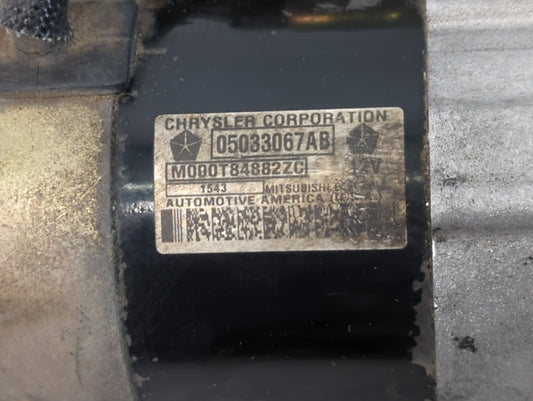 CHRYSLER CORPORATION
05033067AB
M000T84882ZC 12V
1543 MITSUBISHI
AUTOMOTIVE AMERICA